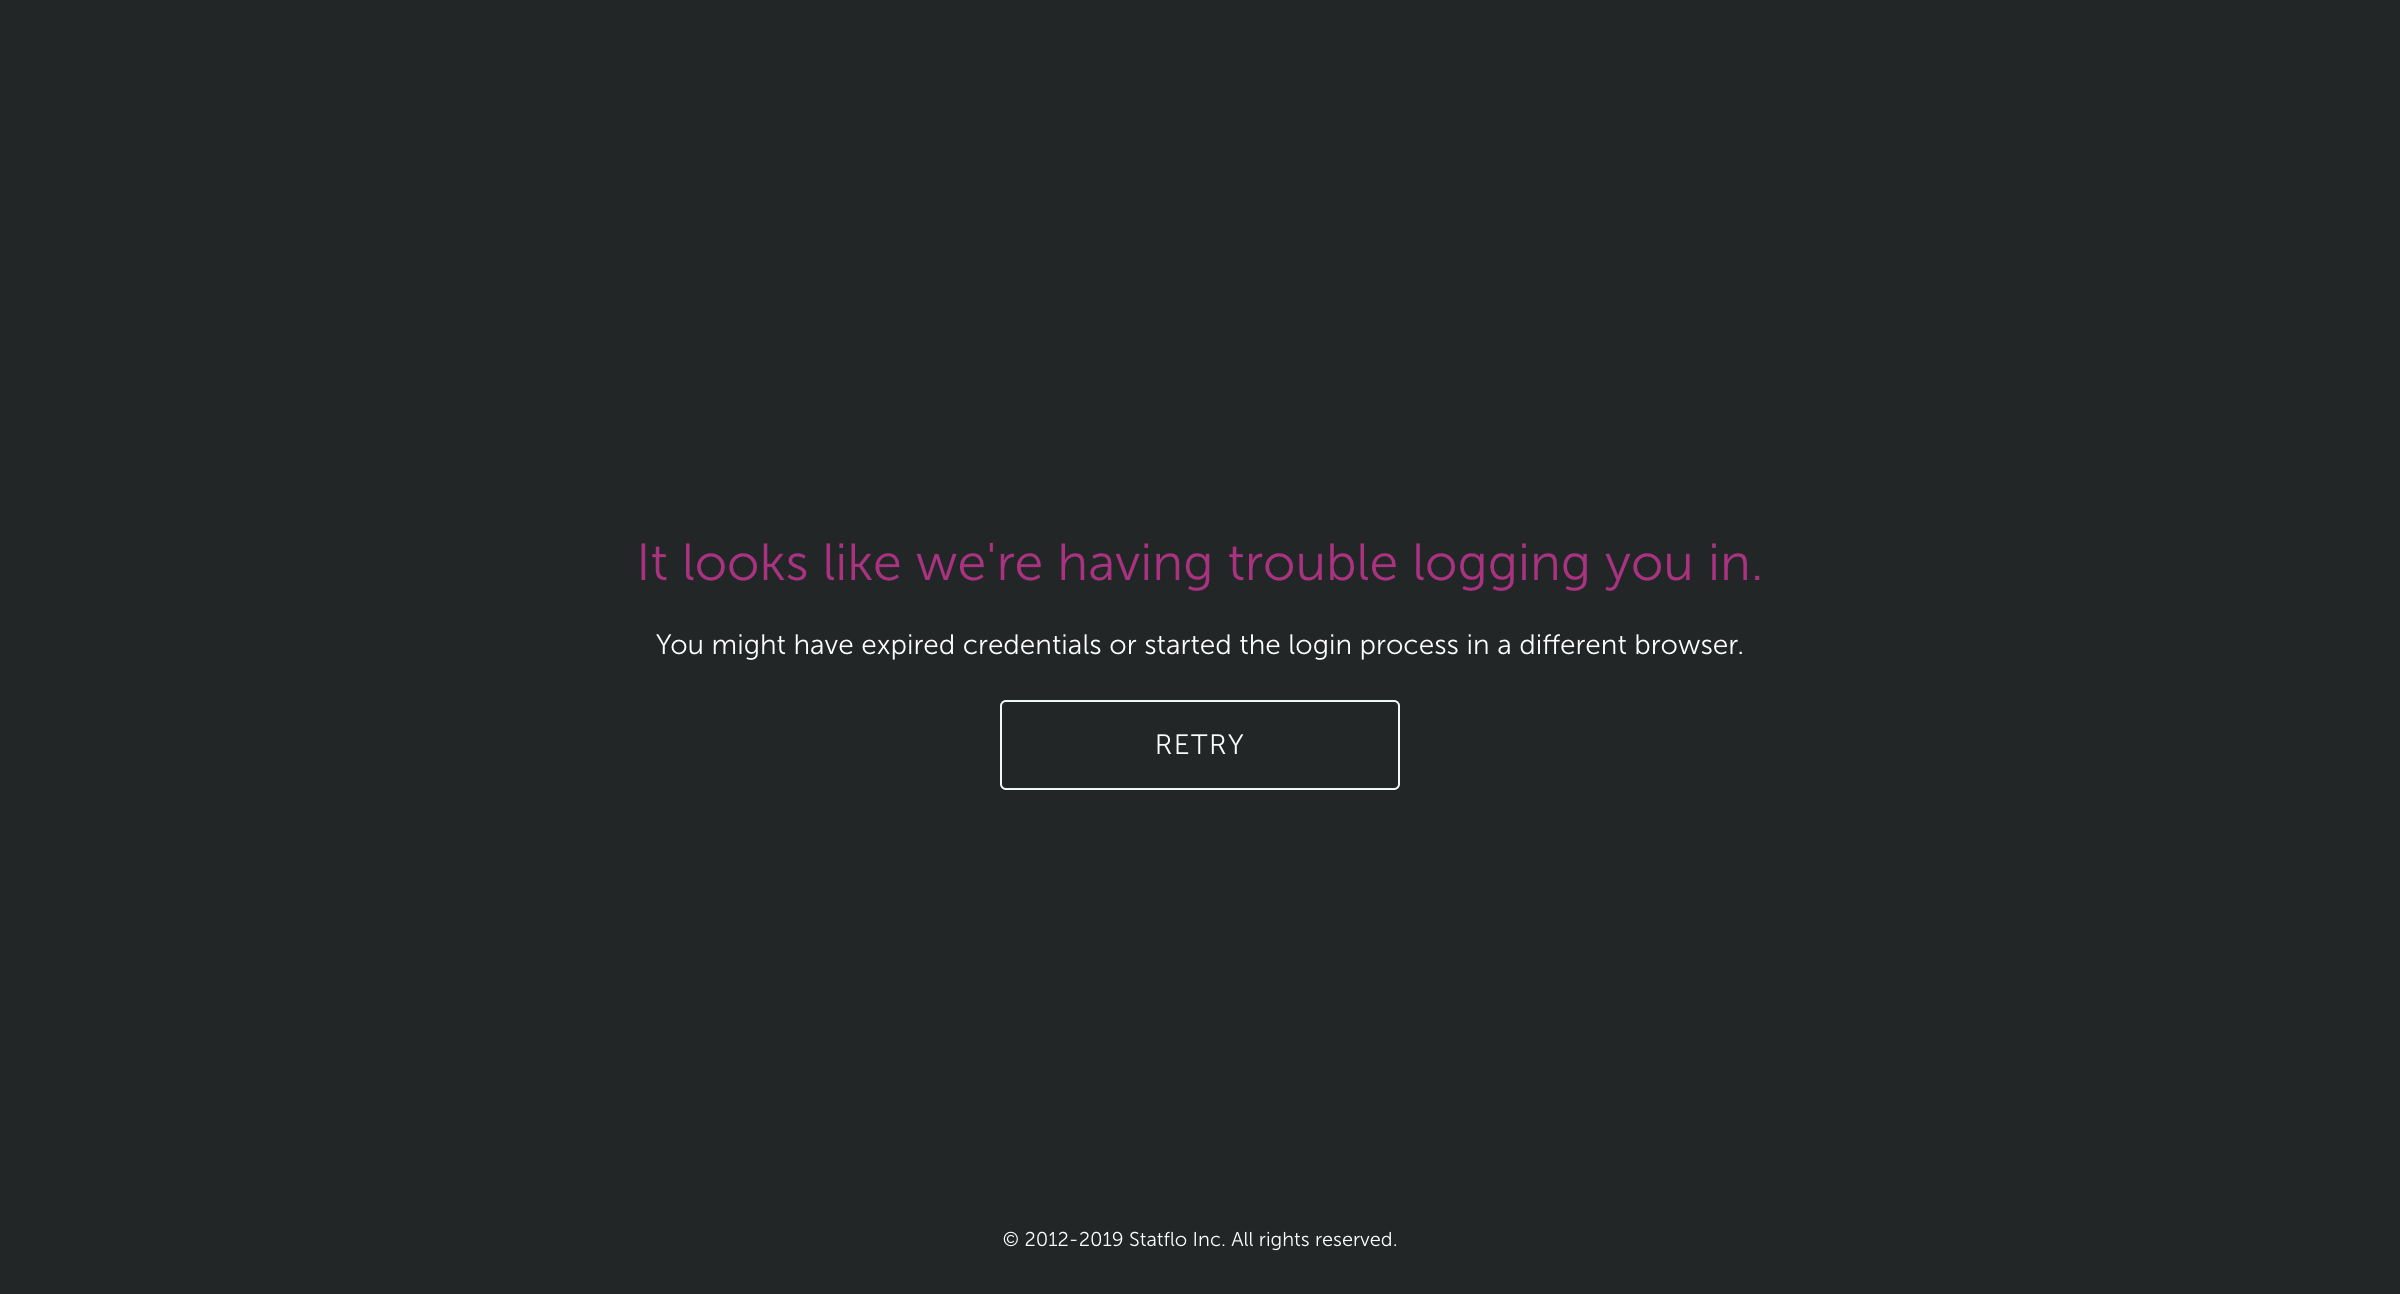 It looks like we're having trouble logging you in.
You might have expired credentials or started the login process in a different browser.
RETRY
© 2012-2019 Statflo Inc. All rights reserved.